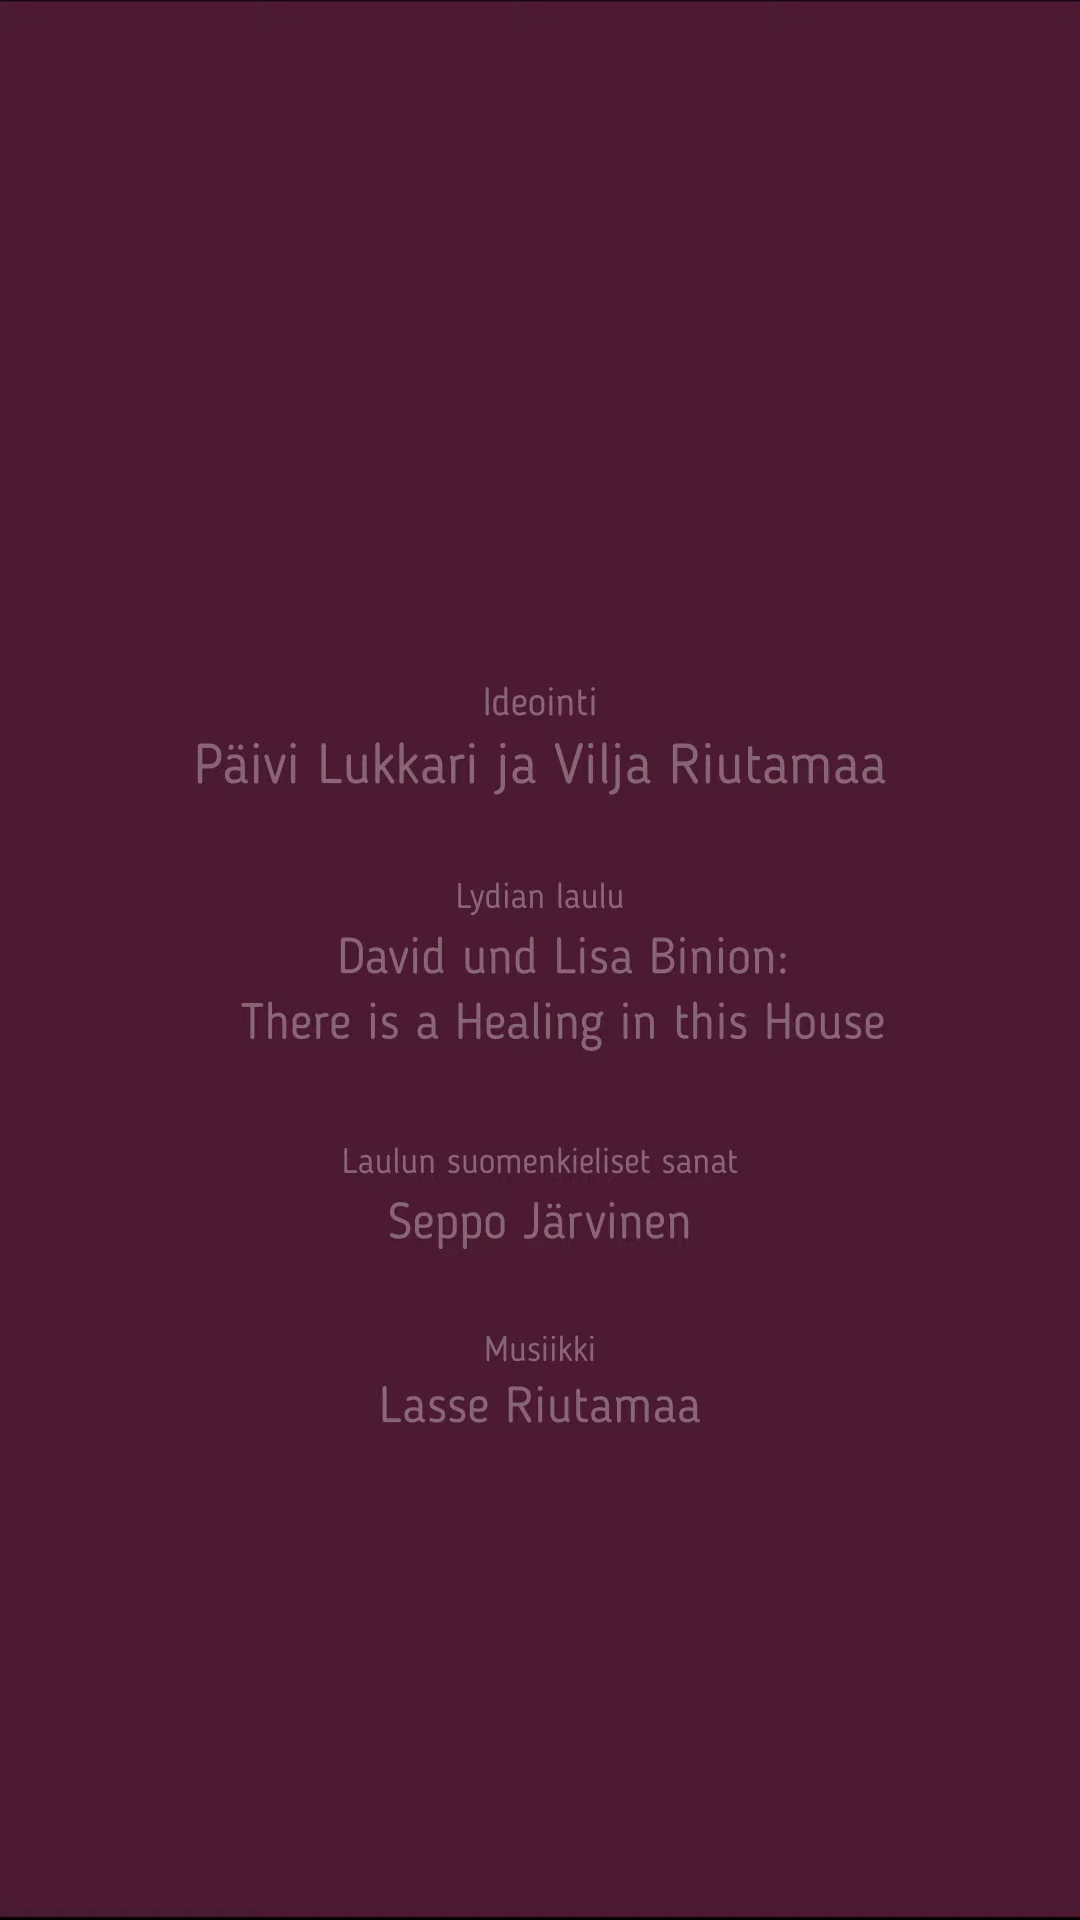 Ideointi
Päivi Lukkari ja Vilja Riutamaa
Lydian laulu
David und Lisa Binion:
There is a Healing in this House
Laulun suomenkieliset sanat
Seppo Järvinen
Musiikki
Lasse Riutamaa